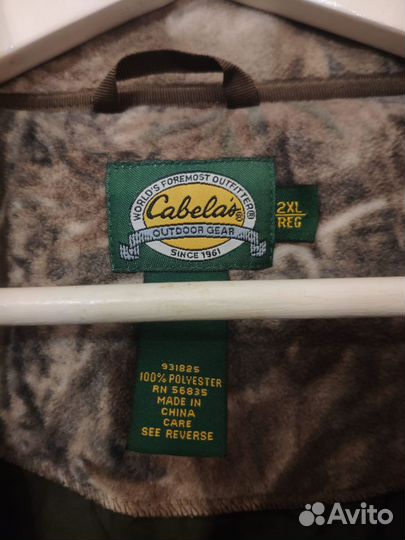 WORLD'S FOREMOST OUTFITTER®
Cabela's®
OUTDOOR GEAR
SINCE 1961
2XL
REG
931825
100% POLYESTER
RN 56835
MADE IN
CHINA
CARE
SEE REVERSE
Avito